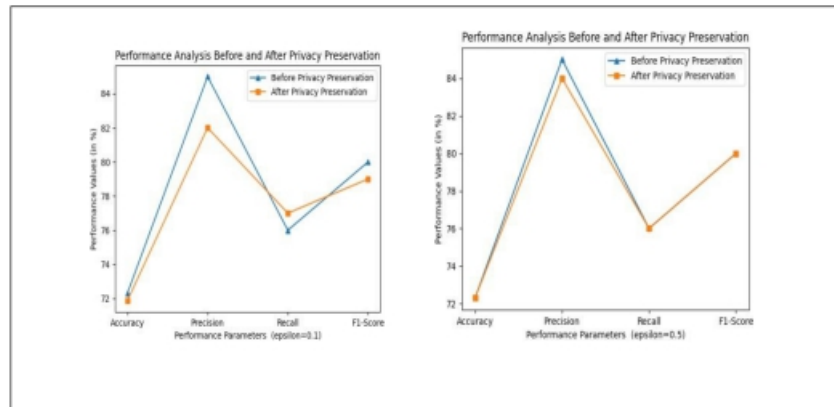 Performance Analysis Before and After Privacy Preservation
Before Privacy Preservation
After Privacy Preservation
Performance Values (in %)
84
82
80
78
76
74
72
Accuracy
Precision
Recall
F1-Score
Performance Parameters (epsilon=0.1)
Performance Analysis Before and After Privacy Preservation
Before Privacy Preservation
After Privacy Preservation
Performance Values (in %)
84
82
80
78
76
74
72
Accuracy
Precision
Recall
F1-Score
Performance Parameters (epsilon=0.5)